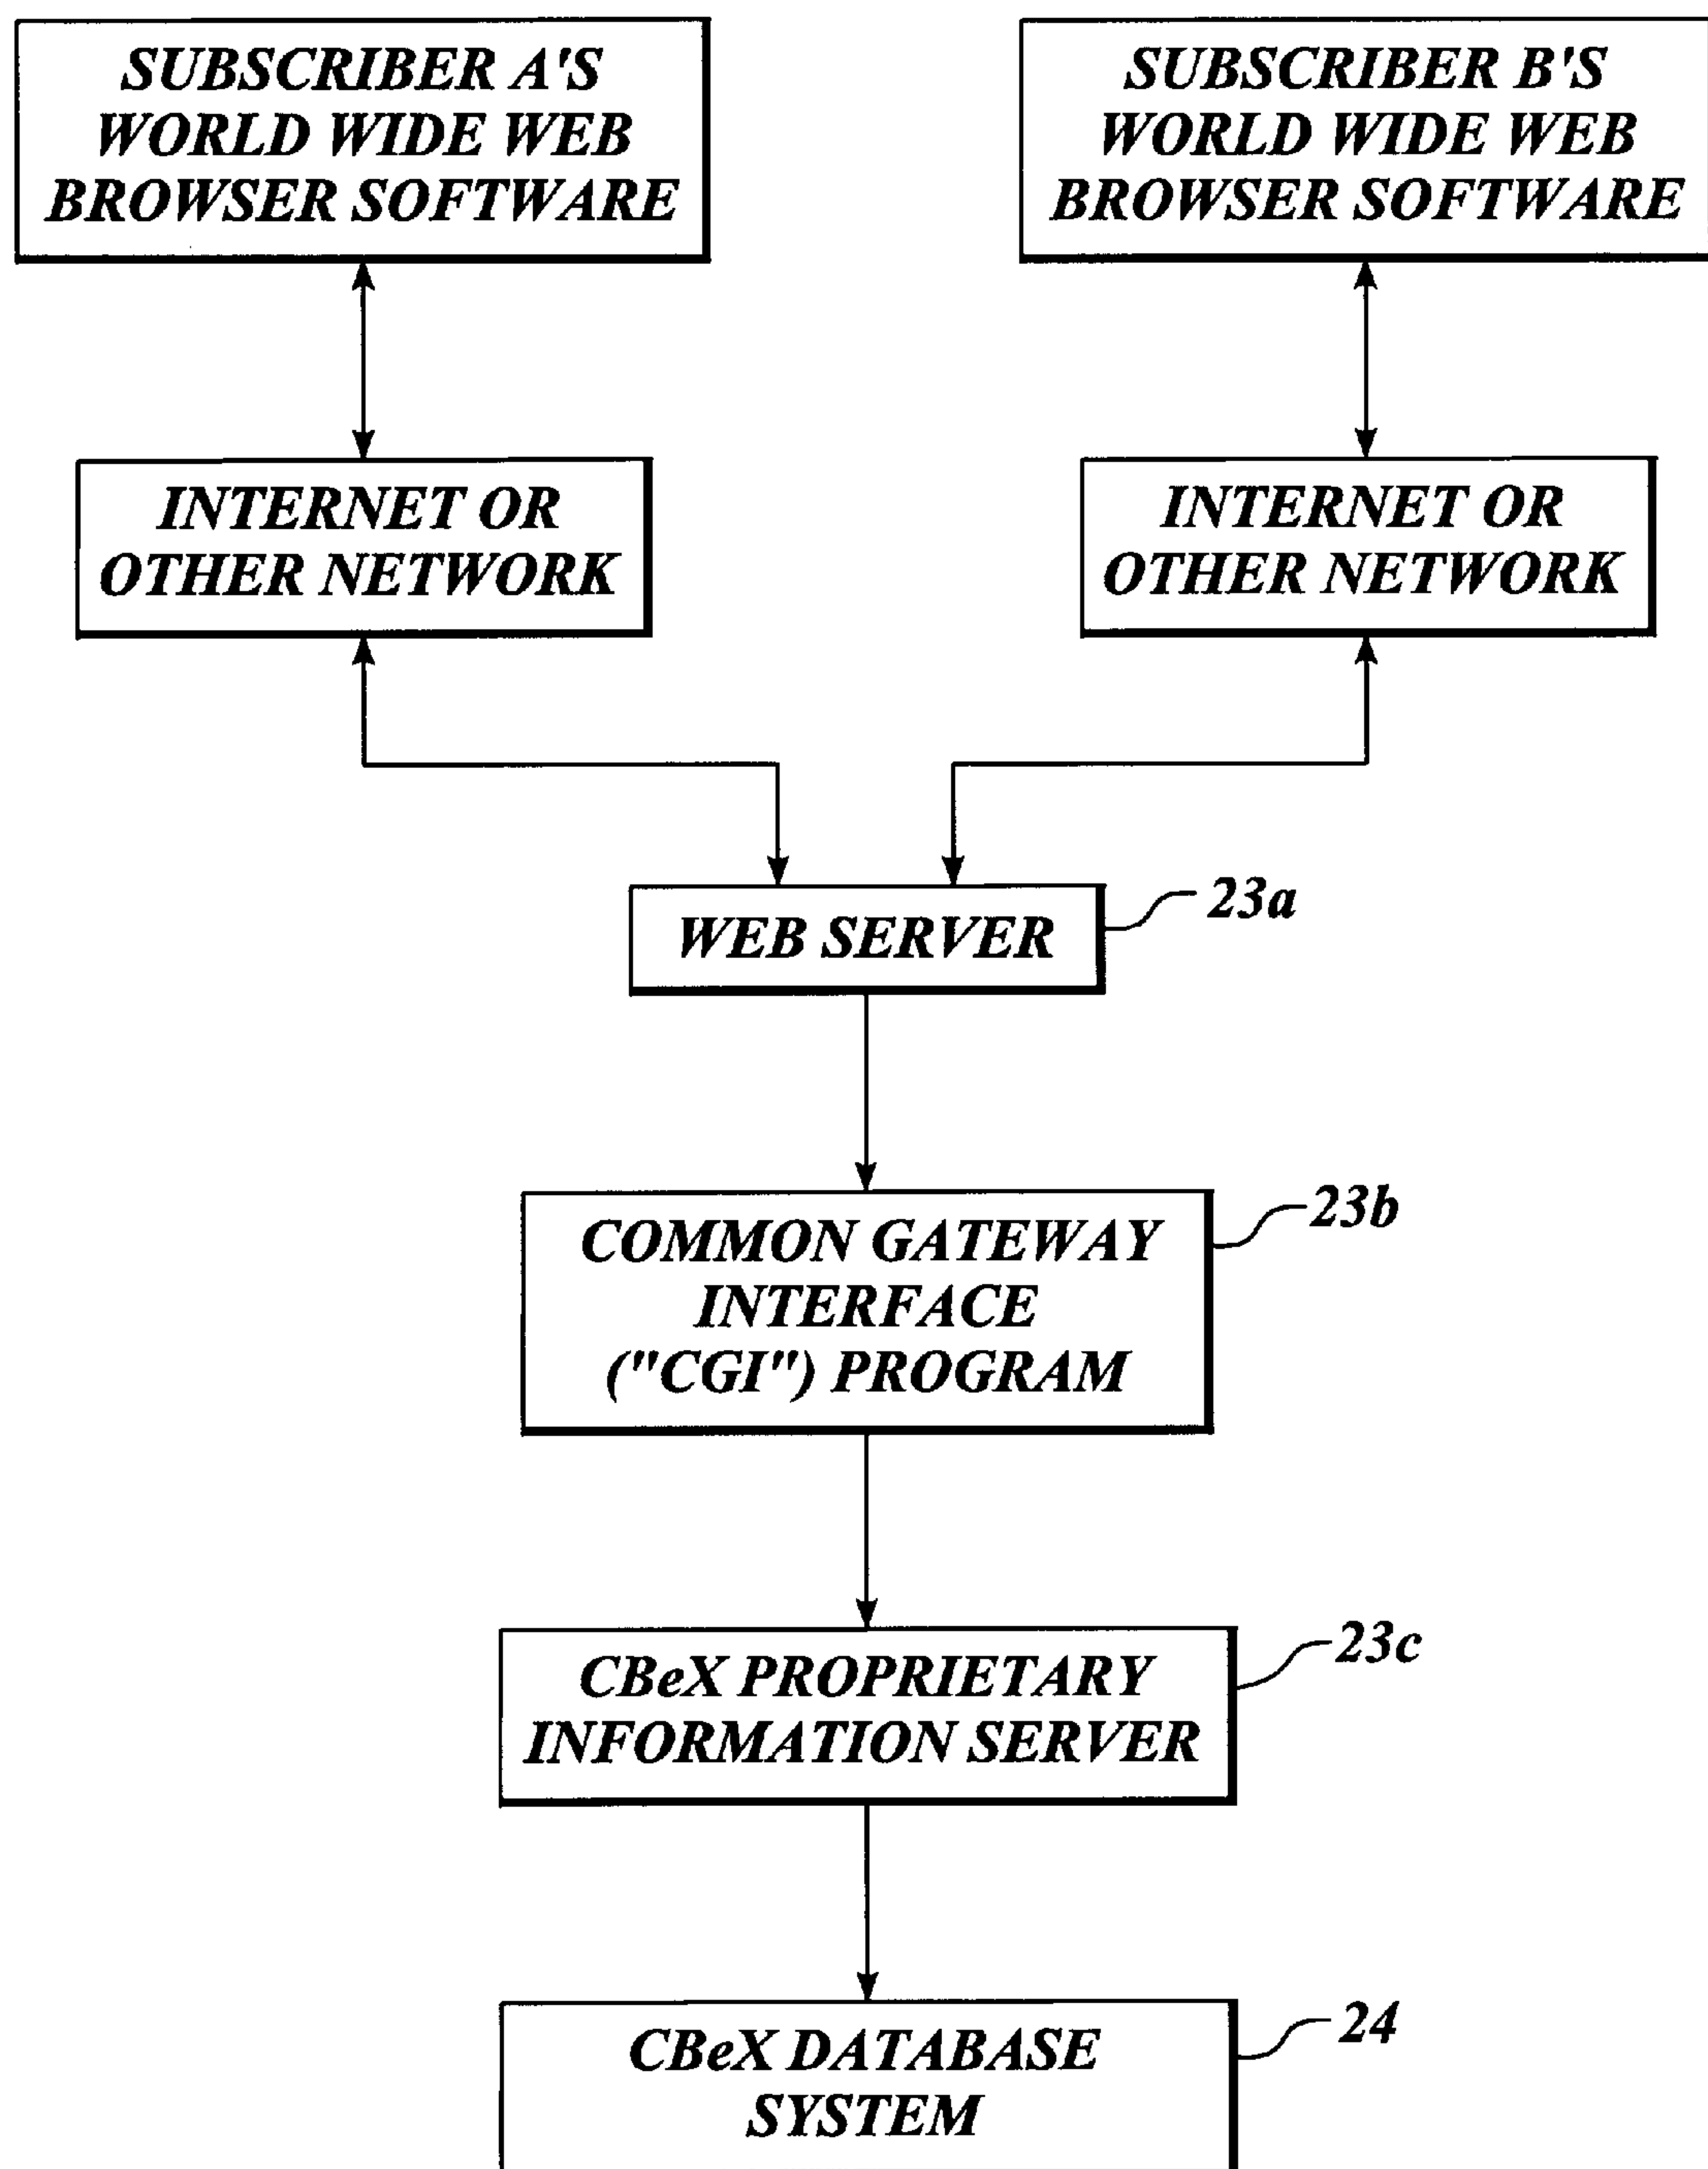 SUBSCRIBER A'S
WORLD WIDE WEB
BROWSER SOFTWARE
SUBSCRIBER B'S
WORLD WIDE WEB
BROWSER SOFTWARE
INTERNET OR
OTHER NETWORK
INTERNET OR
OTHER NETWORK
WEB SERVER
23a
COMMON GATEWAY
INTERFACE
("CGI") PROGRAM
23b
CBeX PROPRIETARY
INFORMATION SERVER
23c
CBeX DATABASE
SYSTEM
24